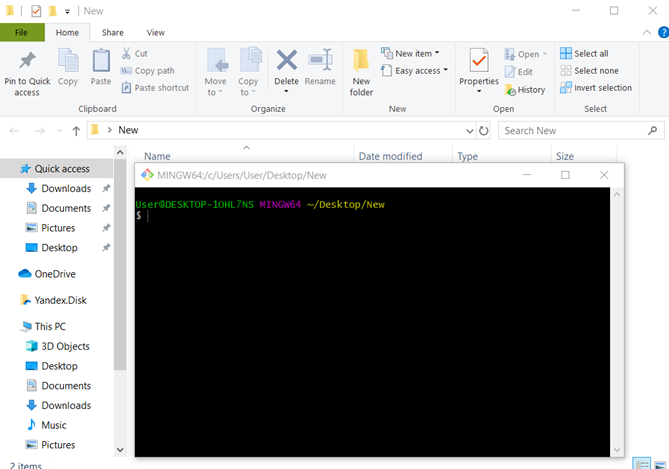 New
File
Home
Share
View
Pin to Quick access
Copy
Paste
Cut
Copy path
Paste shortcut
Clipboard
Move to
Copy to
Delete
Rename
Organize
New folder
New item
Easy access
New
Properties
Open
Edit
History
Open
Select all
Select none
Invert selection
Select
New
Search New
Name
Date modified
Type
Size
Quick access
Downloads
Documents
Pictures
Desktop
OneDrive
Yandex.Disk
This PC
3D Objects
Desktop
Documents
Downloads
Music
Pictures
2 items
MINGW64:/c/Users/User/Desktop/New
User@DESKTOP-1OHL7NS MINGW64 ~/Desktop/New
$